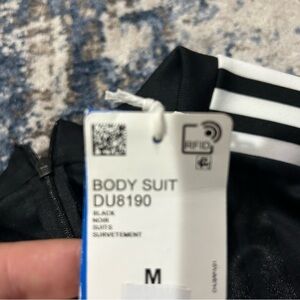 RFID
BODY SUIT
DU8190
BLACK
NOIR
SUITS
SURVETEMENT
M